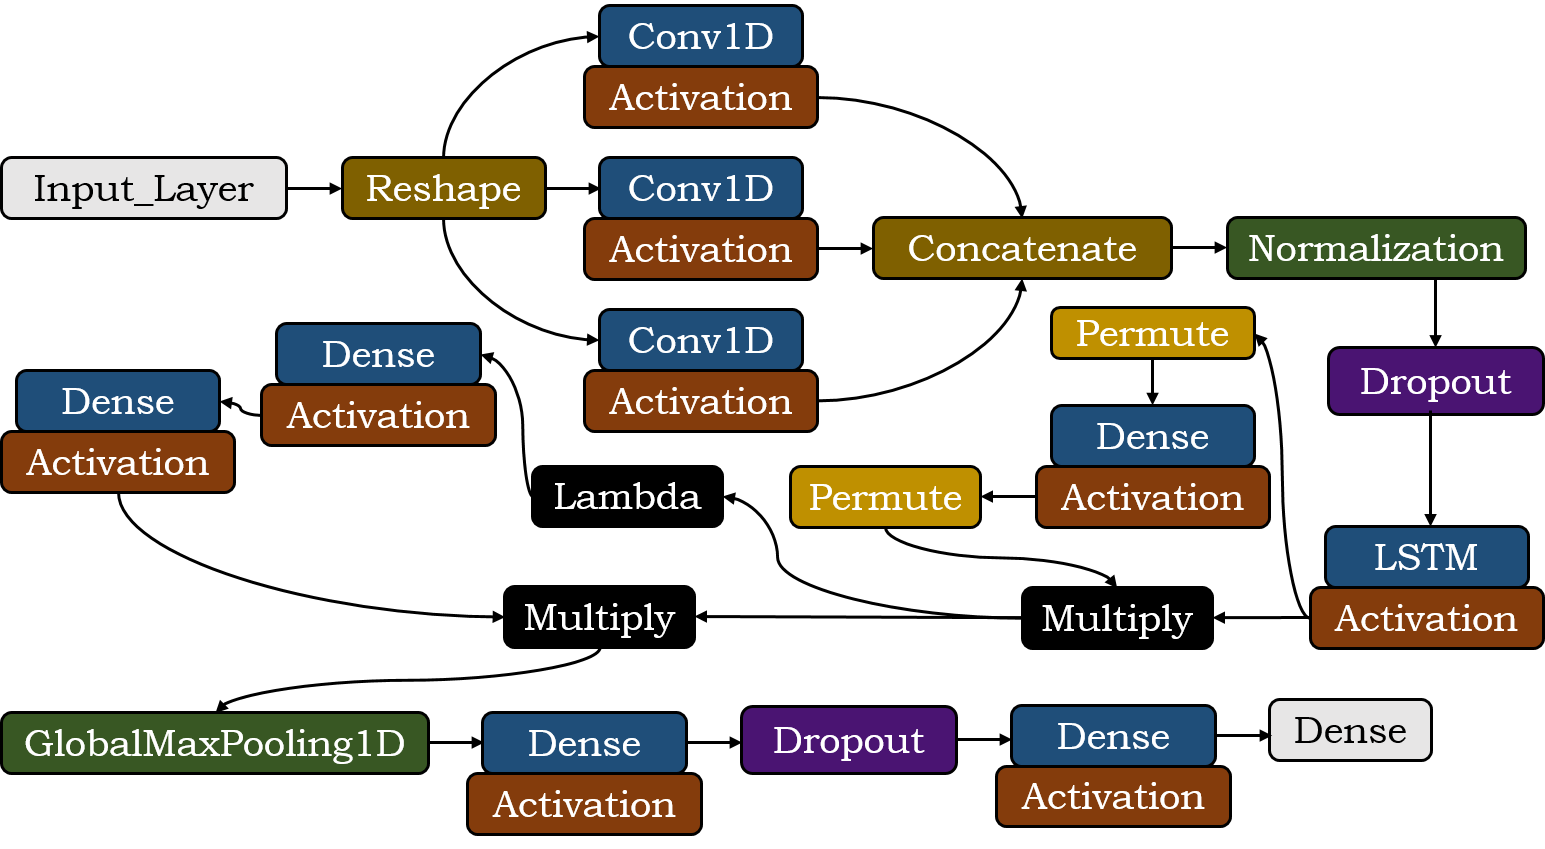 Input_Layer
Reshape
Conv1D
Activation
Conv1D
Activation
Conv1D
Activation
Concatenate
Normalization
Dropout
LSTM
Activation
Permute
Dense
Activation
Permute
Multiply
Lambda
Dense
Activation
Dense
Activation
Multiply
GlobalMaxPooling1D
Dense
Activation
Dropout
Dense
Activation
Dense